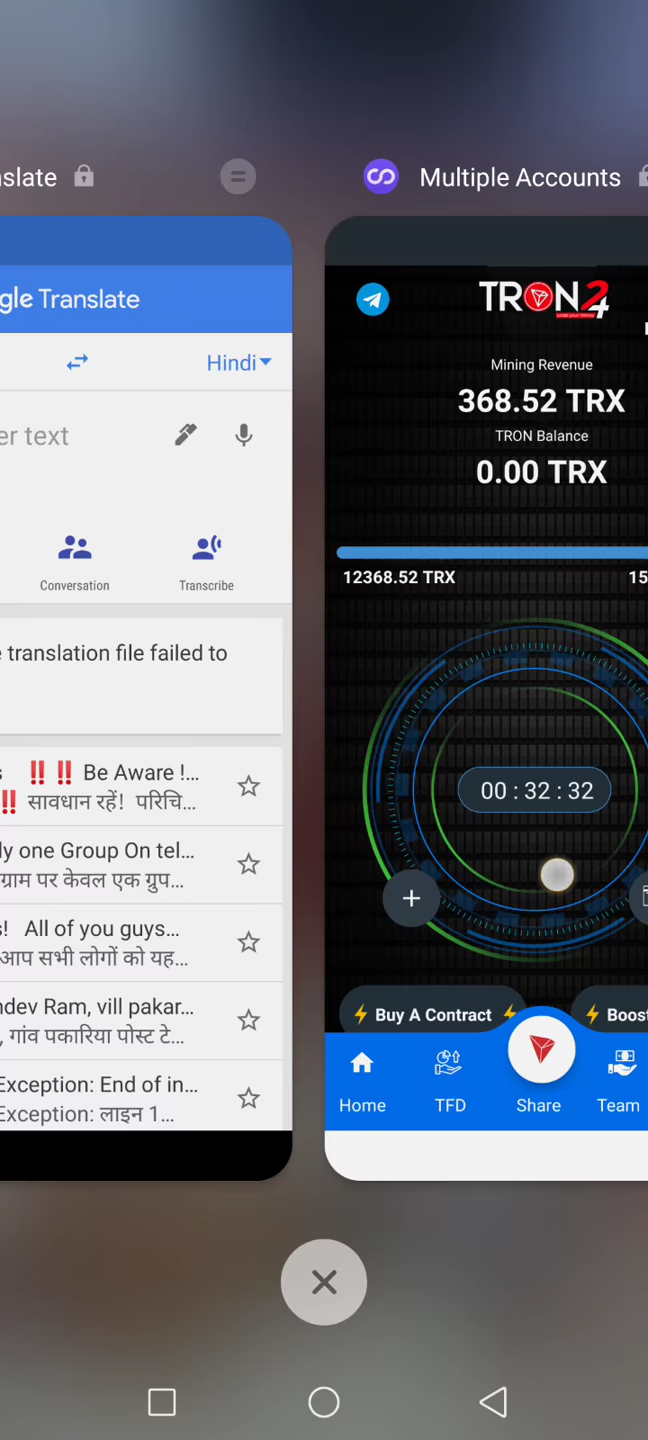 slate
Multiple Accounts
gle Translate
Hindi
er text
Conversation
Transcribe
e translation file failed to
s ‼️ ‼️ Be Aware !...
‼️ सावधान रहें! परिचि...
ly one Group On tel...
ग्राम पर केवल एक ग्रुप...
s! All of you guys...
आप सभी लोगों को यह...
ndev Ram, vill pakar...
, गांव पकारिया पोस्ट टे...
Exception: End of in...
Exception: लाइन 1...
TRON24
Mining Revenue
368.52 TRX
TRON Balance
0.00 TRX
12368.52 TRX
15
00 : 32 : 32
+
Buy A Contract
Boost
Home
TFD
Share
Team